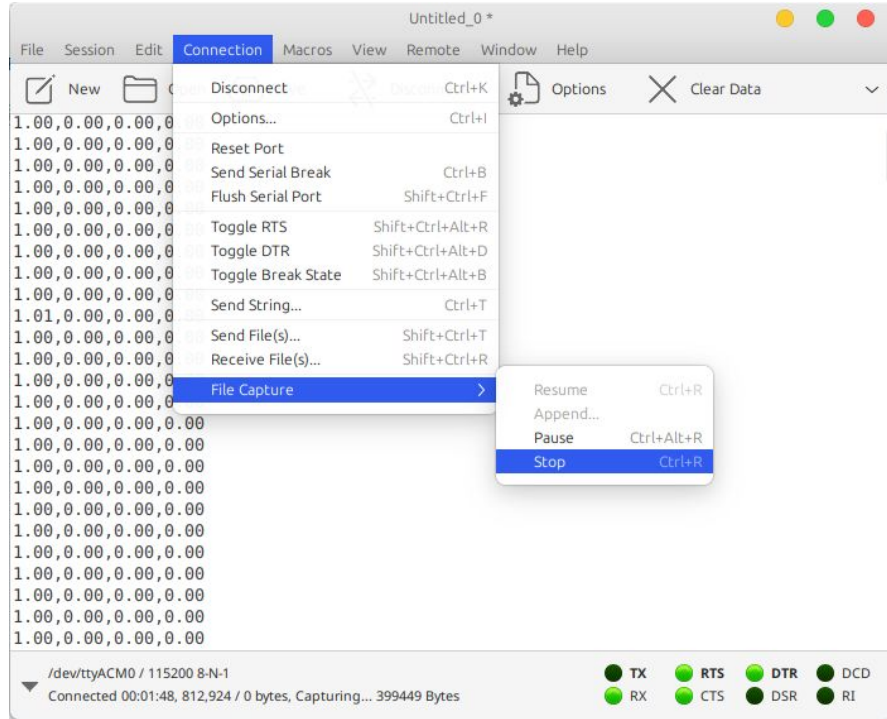 Untitled_0 *
File Session Edit Connection Macros View Remote Window Help
New Options Clear Data
Disconnect Ctrl+K
Options... Ctrl+I
Reset Port
Send Serial Break Ctrl+B
Flush Serial Port Shift+Ctrl+F
Toggle RTS Shift+Ctrl+Alt+R
Toggle DTR Shift+Ctrl+Alt+D
Toggle Break State Shift+Ctrl+Alt+B
Send String... Ctrl+T
Send File(s)... Shift+Ctrl+T
Receive File(s)... Shift+Ctrl+R
File Capture
Resume Ctrl+R
Append...
Pause Ctrl+Alt+R
Stop Ctrl+R
1.00,0.00,0.00,0
1.00,0.00,0.00,0
1.00,0.00,0.00,0
1.00,0.00,0.00,0
1.00,0.00,0.00,0
1.00,0.00,0.00,0
1.00,0.00,0.00,0
1.00,0.00,0.00,0
1.00,0.00,0.00,0
1.01,0.00,0.00,0
1.00,0.00,0.00,0
1.00,0.00,0.00,0
1.00,0.00,0.00,0
1.00,0.00,0.00,0
1.00,0.00,0.00,0.00
1.00,0.00,0.00,0.00
1.00,0.00,0.00,0.00
1.00,0.00,0.00,0.00
1.00,0.00,0.00,0.00
1.00,0.00,0.00,0.00
1.00,0.00,0.00,0.00
1.00,0.00,0.00,0.00
1.00,0.00,0.00,0.00
1.00,0.00,0.00,0.00
1.00,0.00,0.00,0.00
/dev/ttyACM0 / 115200 8-N-1
Connected 00:01:48, 812,924 / 0 bytes, Capturing... 399449 Bytes
TX RTS DTR DCD
RX CTS DSR RI